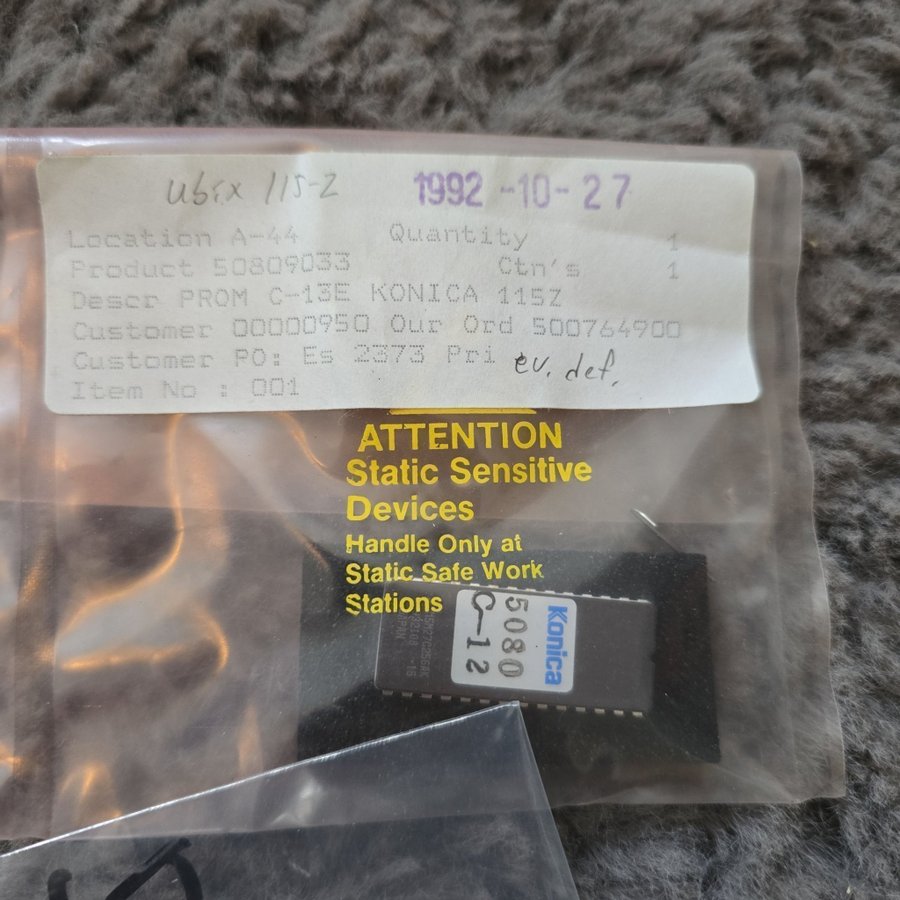 ubix 115-Z
1992-10-27
Location A-44 Quantity 1
Product 50809033 Ctn's 1
Descr PROM C-13E KONICA 115Z
Customer 00000950 Our Ord 500764900
Customer PO: Es 2373 Pri ev. def.
Item No : 001
ATTENTION
Static Sensitive
Devices
Handle Only at
Static Safe Work
Stations
Konica
5080
C-12
JAPAN